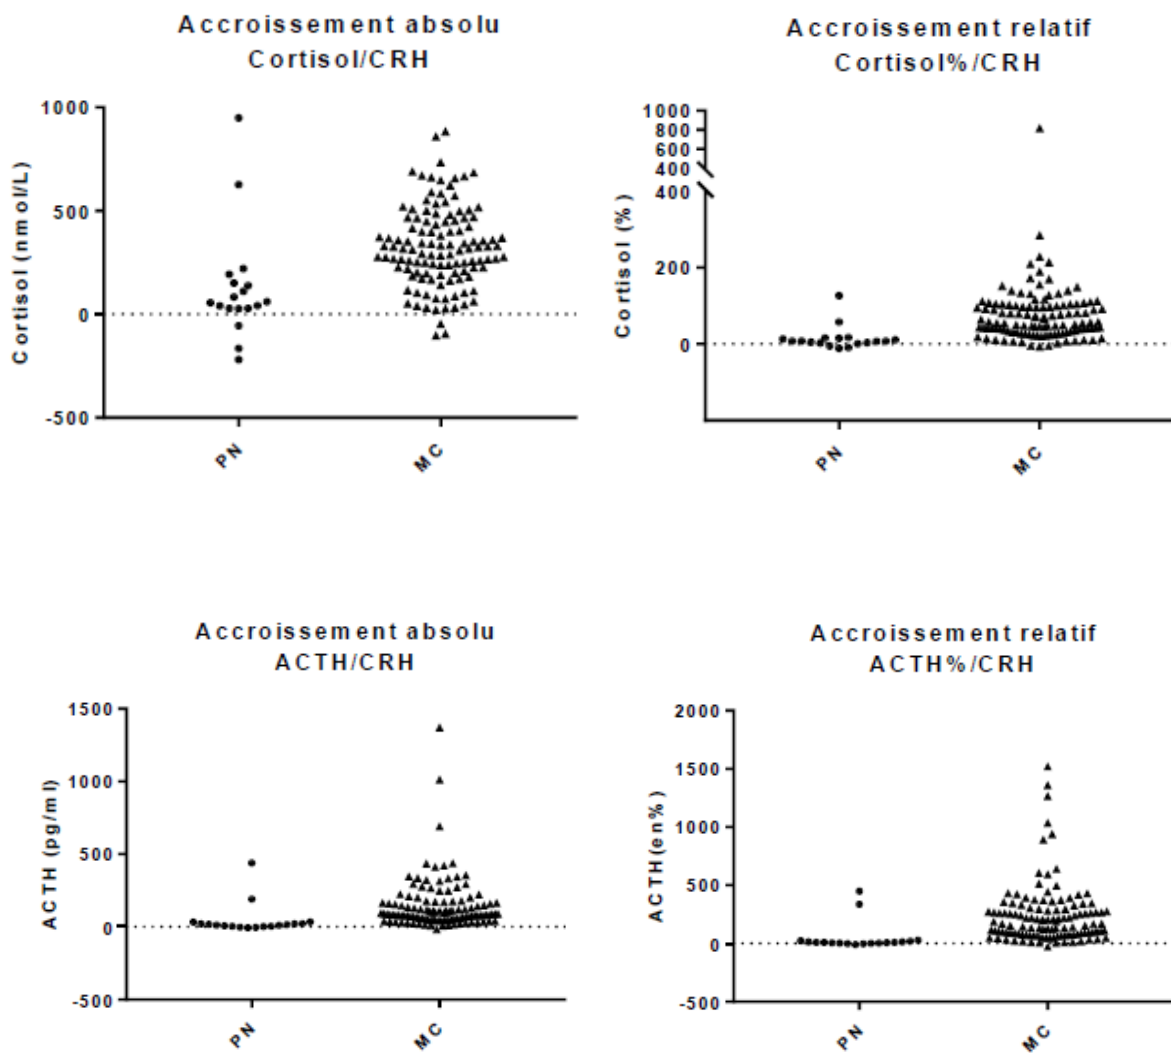 Accroissement absolu
Cortisol/CRH
1000
500
0
-500
Cortisol (nmol/L)
PN
MC
Accroissement relatif
Cortisol%/CRH
1000
800
600
400
400
200
0
Cortisol (%)
PN
MC
Accroissement absolu
ACTH/CRH
1500
1000
500
0
-500
ACTH (pg/ml)
PN
MC
Accroissement relatif
ACTH%/CRH
2000
1500
1000
500
0
-500
ACTH(en%)
PN
MC